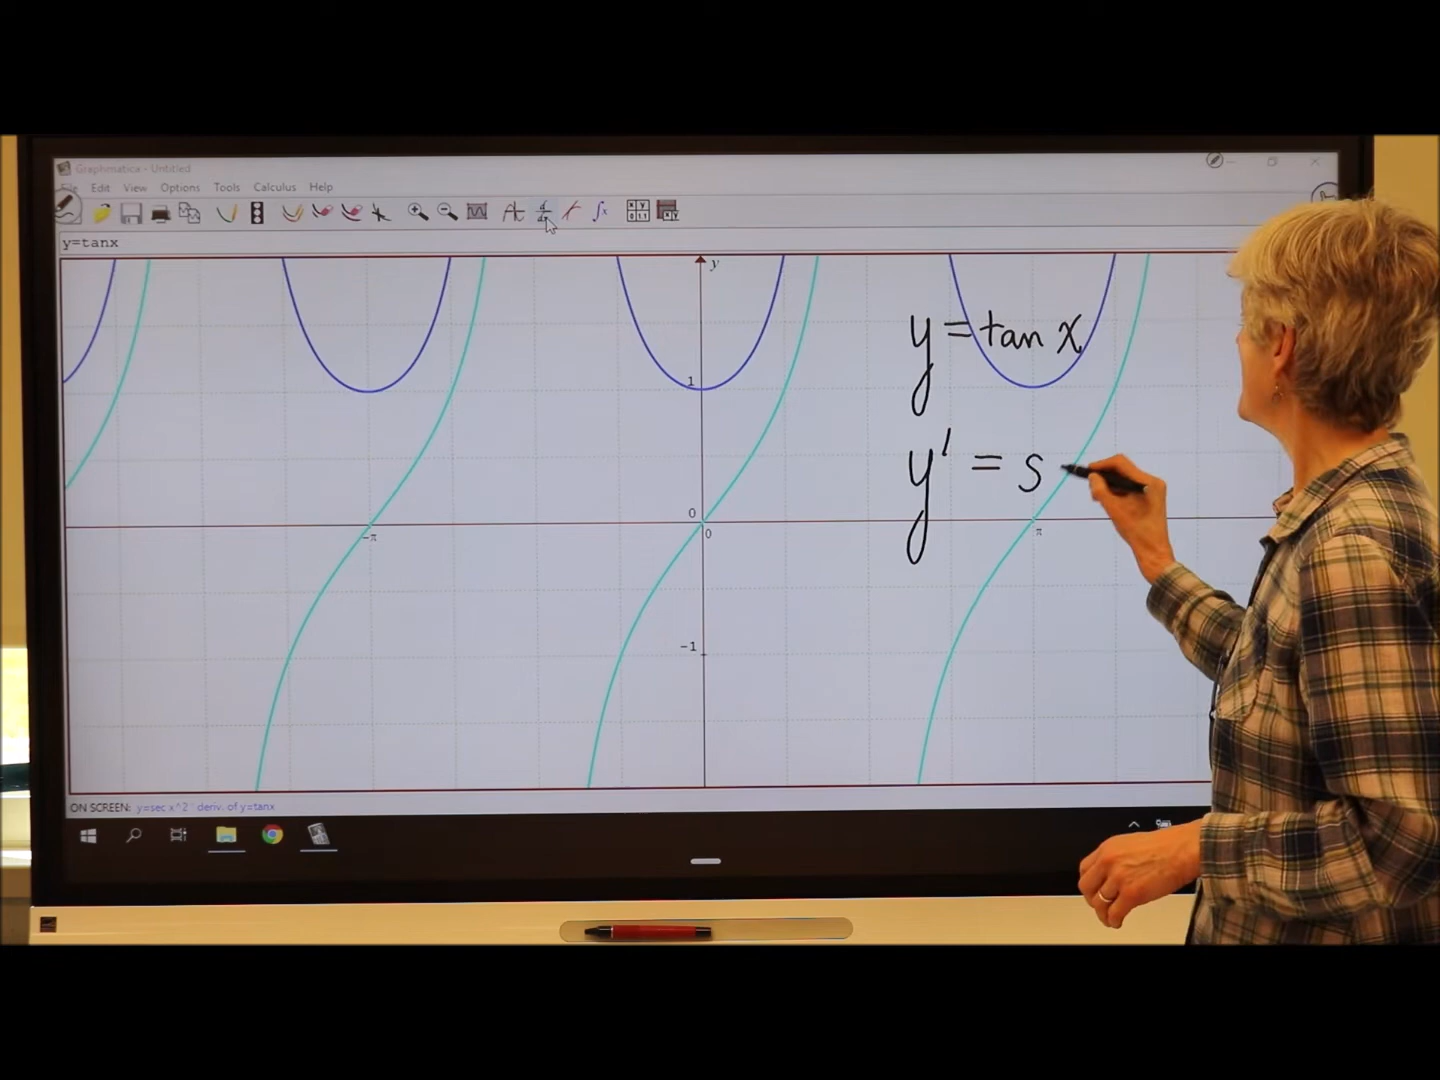 Graphmatica - Untitled
File Edit View Options Tools Calculus Help
y=tanx
y
y = tan x
1
y' = s
0
-π 0 π
-1
ON SCREEN: y=sec x^2 deriv. of y=tanx